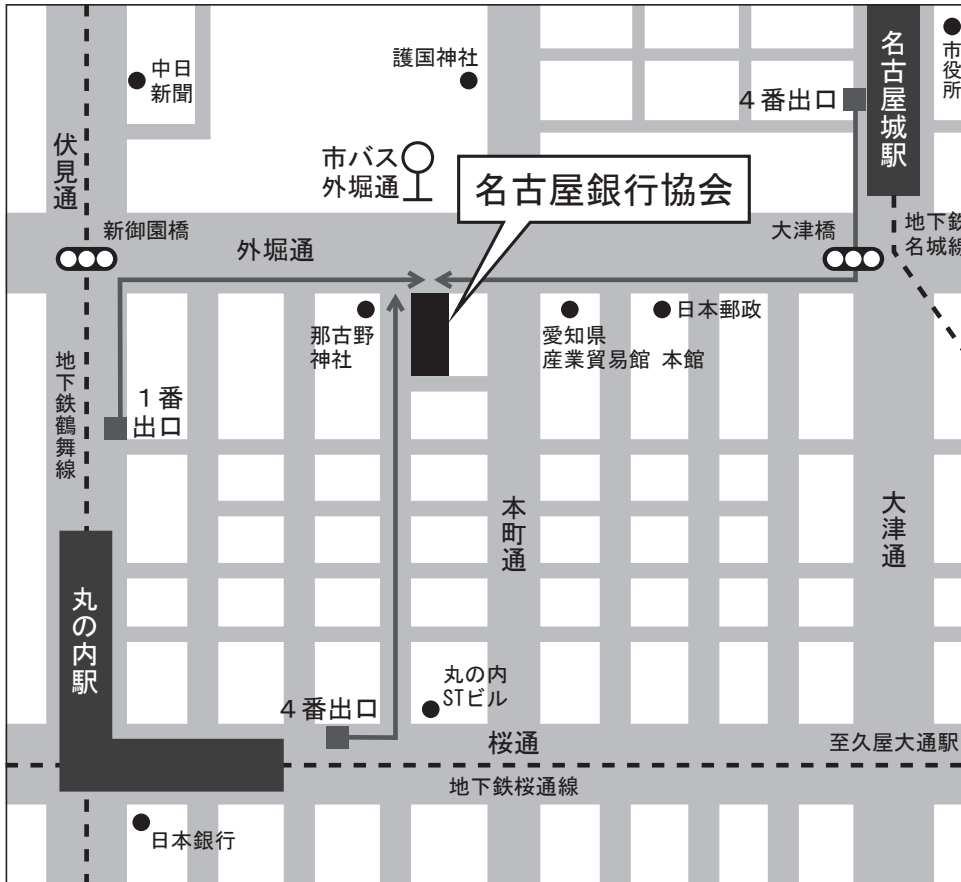 中日
新聞
護国神社
名古屋城駅
市役所
4番出口
伏見通
市バス
外堀通
名古屋銀行協会
新御園橋
外堀通
大津橋
地下鉄
名城線
那古野
神社
愛知県
産業貿易館 本館
日本郵政
地下鉄鶴舞線
1番
出口
本町通
大津通
丸の内駅
丸の内
STビル
4番出口
桜通
至久屋大通駅
地下鉄桜通線
日本銀行